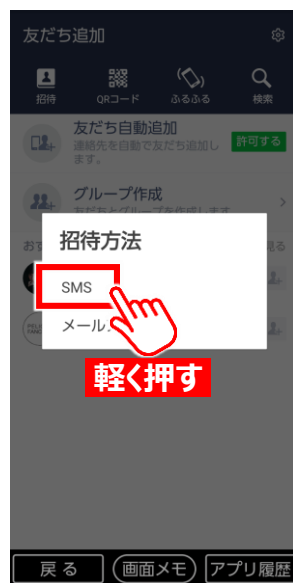 友だち追加
招待
QRコード
ふるふる
検索
友だち自動追加
連絡先を自動で友だち追加し
ます。
許可する
グループ作成
友だちとグループを作成します
招待方法
SMS
メール
軽く押す
戻る
画面メモ
アプリ履歴